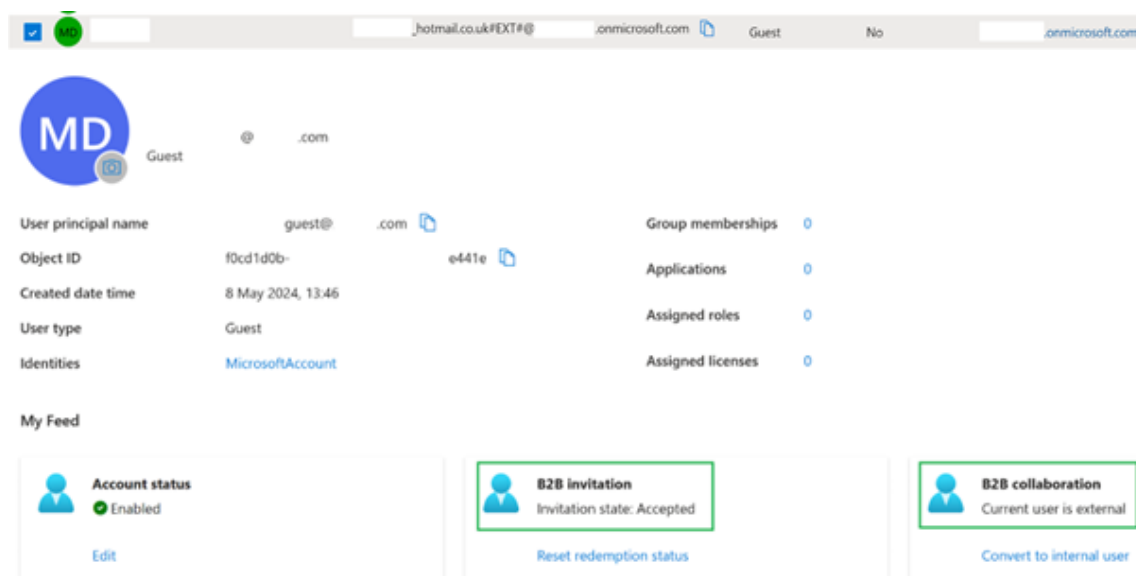 MD _hotmail.co.uk#EXT#@ .onmicrosoft.com Guest No .onmicrosoft.com
MD
@ .com
Guest
User principal name guest@ .com Group memberships 0
Object ID f0cd1d0b- e441e Applications 0
Created date time 8 May 2024, 13:46 Assigned roles 0
User type Guest Assigned licenses 0
Identities MicrosoftAccount
My Feed
Account status B2B invitation B2B collaboration
Enabled Invitation state: Accepted Current user is external
Edit Reset redemption status Convert to internal user